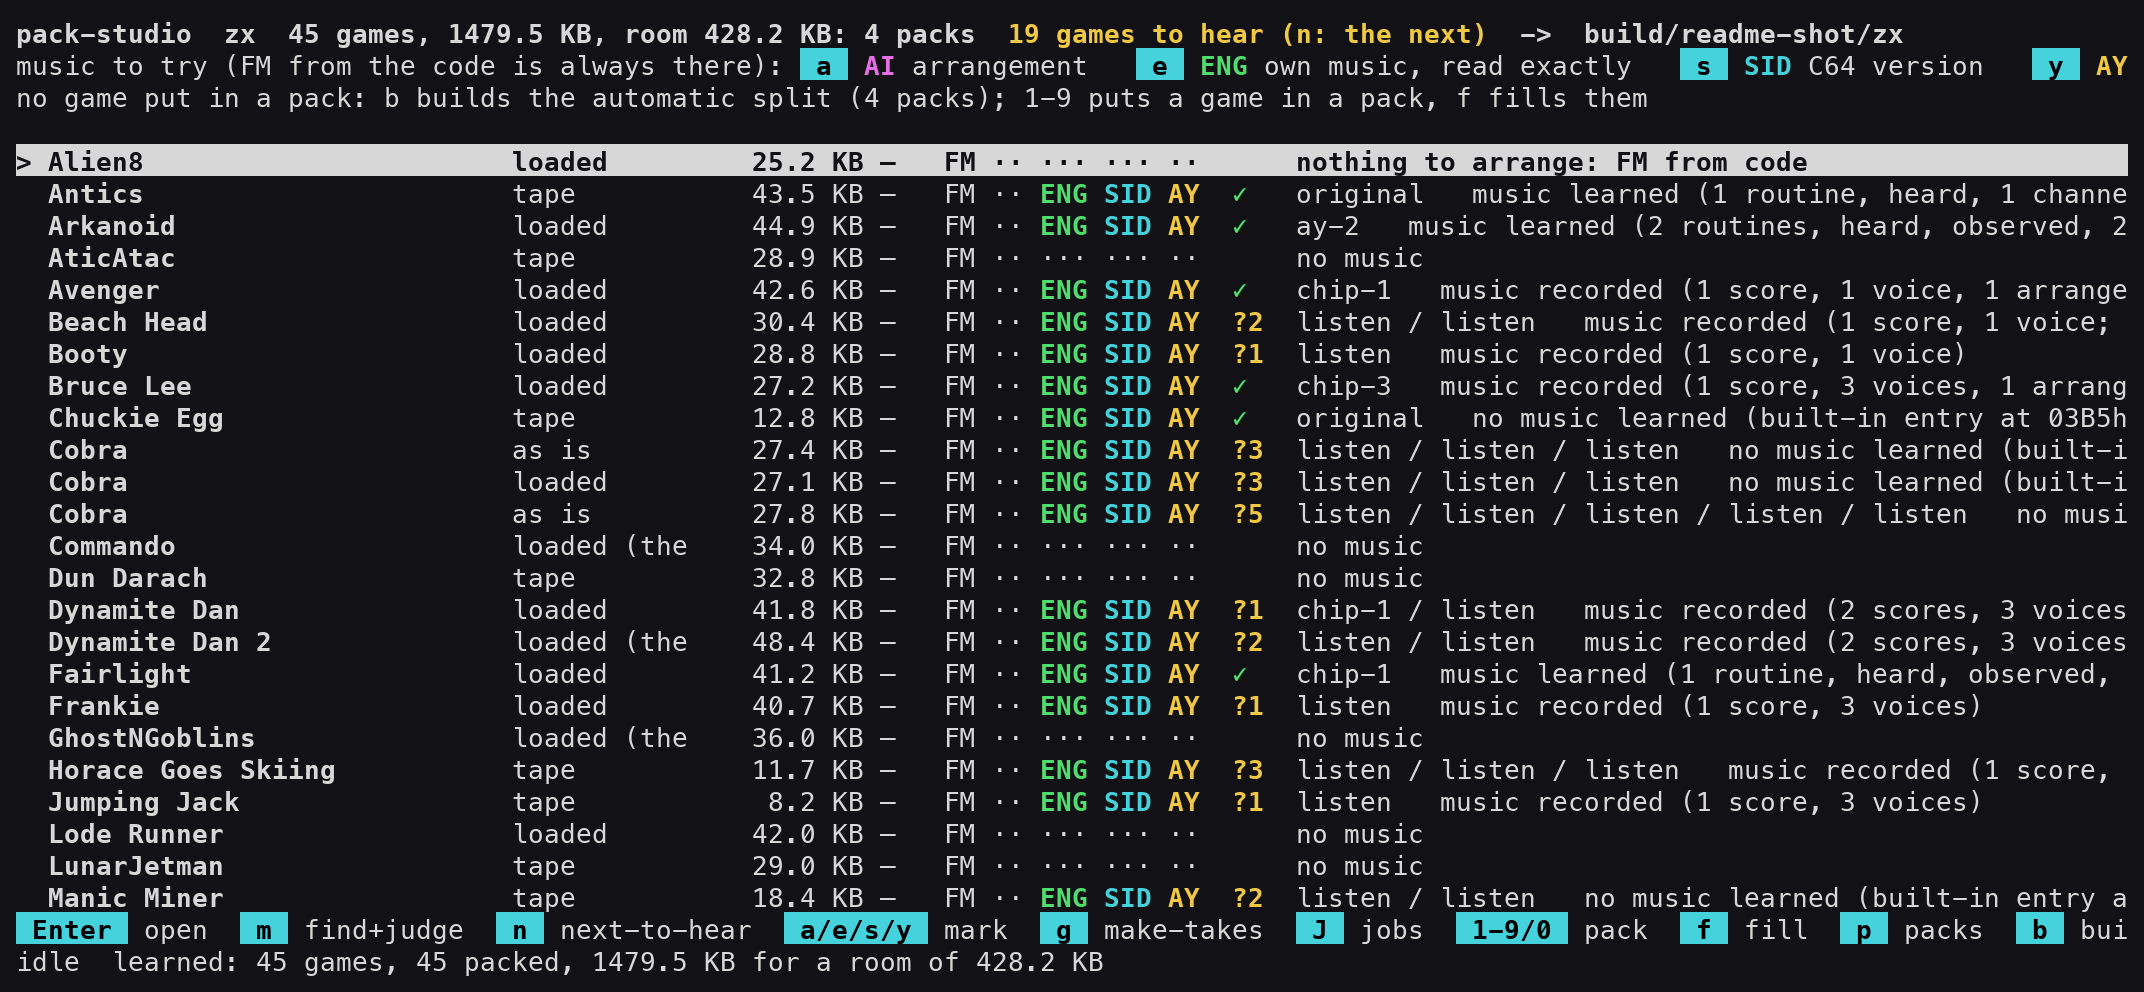 pack-studio  zx  45 games, 1479.5 KB, room 428.2 KB: 4 packs  19 games to hear (n: the next)  ->  build/readme-shot/zx
music to try (FM from the code is always there):  a  AI arrangement    e  ENG own music, read exactly    s  SID C64 version    y  AY
no game put in a pack: b builds the automatic split (4 packs); 1-9 puts a game in a pack, f fills them
> Alien8 loaded 25.2 KB — FM ·· ··· ··· ·· nothing to arrange: FM from code
Antics tape 43.5 KB — FM ·· ENG SID AY ✓ original music learned (1 routine, heard, 1 channe
Arkanoid loaded 44.9 KB — FM ·· ENG SID AY ✓ ay-2 music learned (2 routines, heard, observed, 2
AticAtac tape 28.9 KB — FM ·· ··· ··· ·· no music
Avenger loaded 42.6 KB — FM ·· ENG SID AY ✓ chip-1 music recorded (1 score, 1 voice, 1 arrange
Beach Head loaded 30.4 KB — FM ·· ENG SID AY ?2 listen / listen music recorded (1 score, 1 voice;
Booty loaded 28.8 KB — FM ·· ENG SID AY ?1 listen music recorded (1 score, 1 voice)
Bruce Lee loaded 27.2 KB — FM ·· ENG SID AY ✓ chip-3 music recorded (1 score, 3 voices, 1 arrang
Chuckie Egg tape 12.8 KB — FM ·· ENG SID AY ✓ original no music learned (built-in entry at 03B5h
Cobra as is 27.4 KB — FM ·· ENG SID AY ?3 listen / listen / listen no music learned (built-i
Cobra loaded 27.1 KB — FM ·· ENG SID AY ?3 listen / listen / listen no music learned (built-i
Cobra as is 27.8 KB — FM ·· ENG SID AY ?5 listen / listen / listen / listen / listen no musi
Commando loaded (the 34.0 KB — FM ·· ··· ··· ·· no music
Dun Darach tape 32.8 KB — FM ·· ··· ··· ·· no music
Dynamite Dan loaded 41.8 KB — FM ·· ENG SID AY ?1 chip-1 / listen music recorded (2 scores, 3 voices
Dynamite Dan 2 loaded (the 48.4 KB — FM ·· ENG SID AY ?2 listen / listen music recorded (2 scores, 3 voices
Fairlight loaded 41.2 KB — FM ·· ENG SID AY ✓ chip-1 music learned (1 routine, heard, observed,
Frankie loaded 40.7 KB — FM ·· ENG SID AY ?1 listen music recorded (1 score, 3 voices)
GhostNGoblins loaded (the 36.0 KB — FM ·· ··· ··· ·· no music
Horace Goes Skiing tape 11.7 KB — FM ·· ENG SID AY ?3 listen / listen / listen music recorded (1 score,
Jumping Jack tape 8.2 KB — FM ·· ENG SID AY ?1 listen music recorded (1 score, 3 voices)
Lode Runner loaded 42.0 KB — FM ·· ··· ··· ·· no music
LunarJetman tape 29.0 KB — FM ·· ··· ··· ·· no music
Manic Miner tape 18.4 KB — FM ·· ENG SID AY ?2 listen / listen no music learned (built-in entry a
Enter open m find+judge n next-to-hear a/e/s/y mark g make-takes J jobs 1-9/0 pack f fill p packs b bui
idle  learned: 45 games, 45 packed, 1479.5 KB for a room of 428.2 KB